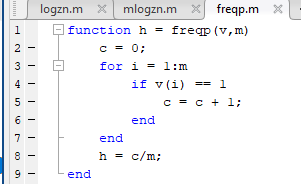 logzn.m × mlogzn.m × freqp.m ×
1 function h = freqp(v,m)
2 – c = 0;
3 – for i = 1:m
4 – if v(i) == 1
5 – c = c + 1;
6 – end
7 – end
8 – h = c/m;
9 – end